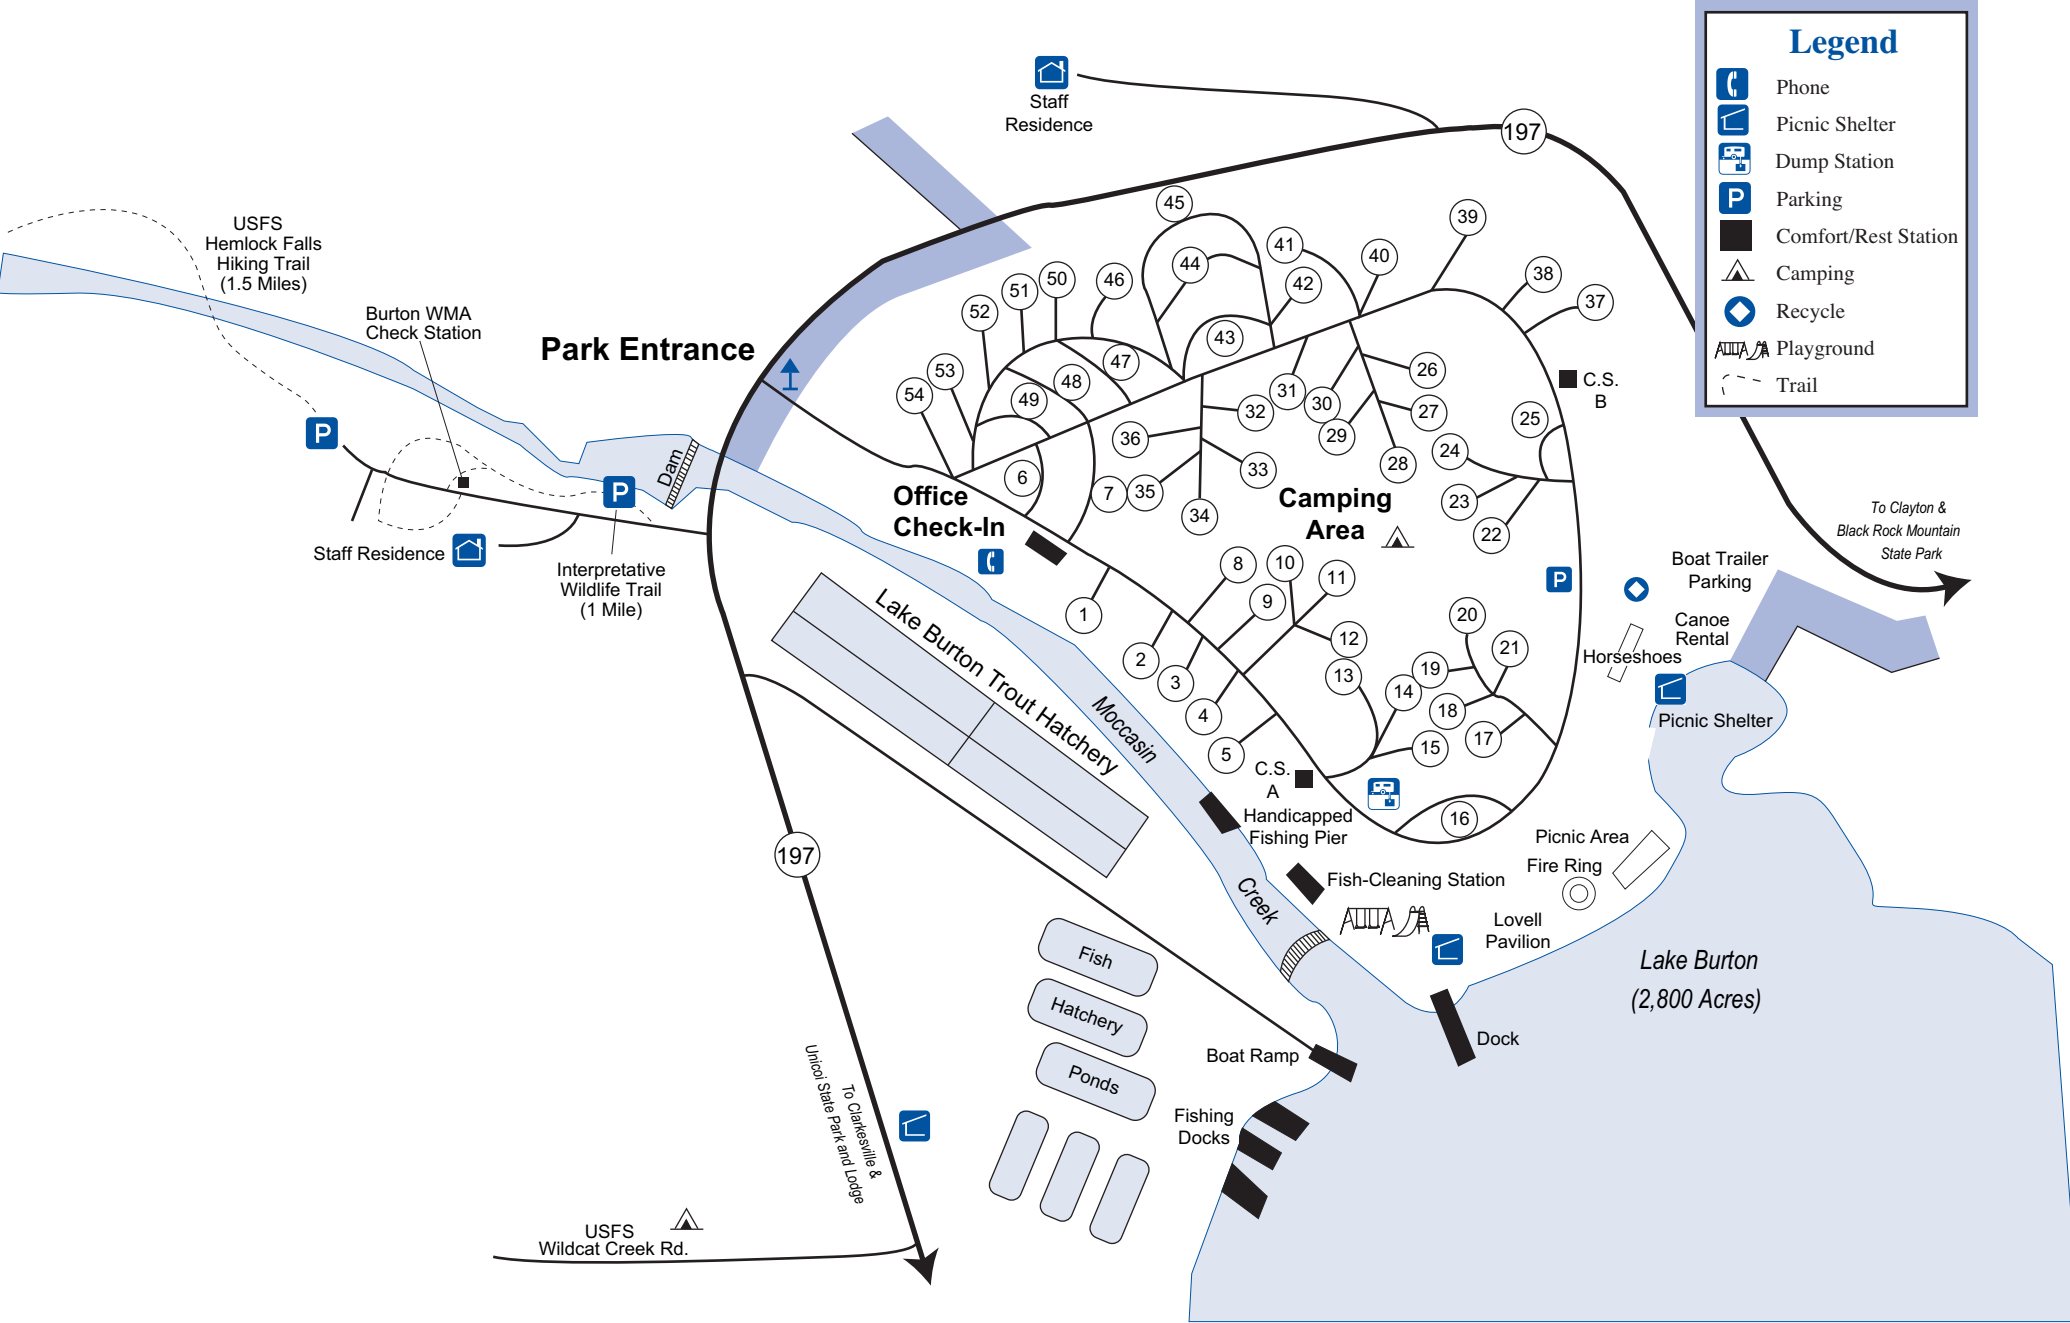 Legend
Phone
Picnic Shelter
Dump Station
P
Parking
Comfort/Rest Station
Camping
Recycle
Playground
Trail
Staff
Residence
197
USFS
Hemlock Falls
Hiking Trail
(1.5 Miles)
Burton WMA
Check Station
Park Entrance
P
P
Dam
Staff Residence
Interpretative
Wildlife Trail
(1 Mile)
Office
Check-In
Camping
Area
45
39
41
40
44
38
42
37
46
50
51
52
43
47
48
53
54
49
26
31
30
27
32
25
29
36
24
28
33
6
7
35
34
23
22
C.S.
B
8
10
11
9
1
12
2
3
13
4
5
20
21
19
14
18
17
15
16
P
C.S.
A
To Clayton &
Black Rock Mountain
State Park
Boat Trailer
Parking
Canoe
Rental
Horseshoes
Picnic Shelter
Lake Burton Trout Hatchery
Moccasin
Creek
Handicapped
Fishing Pier
Fish-Cleaning Station
Picnic Area
Fire Ring
Lovell
Pavilion
Lake Burton
(2,800 Acres)
Dock
197
Fish
Hatchery
Ponds
Boat Ramp
Fishing
Docks
To Clarkesville &
Unicoi State Park and Lodge
USFS
Wildcat Creek Rd.